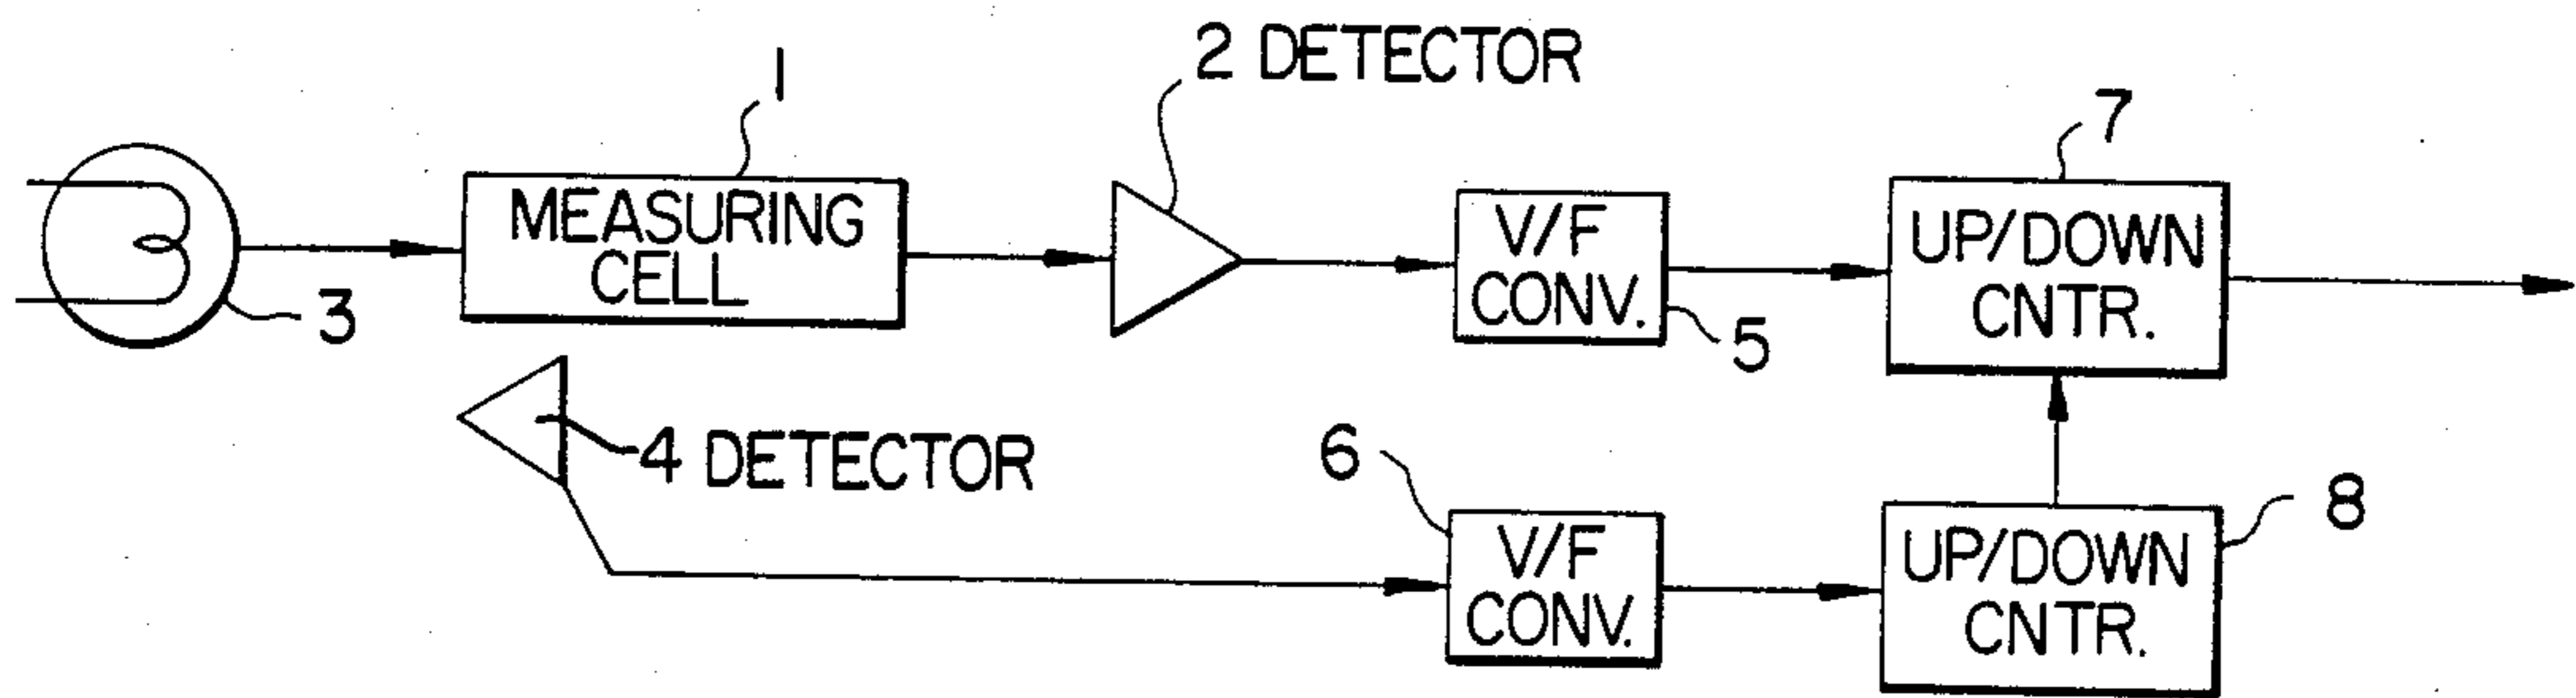 1
2 DETECTOR
3
MEASURING
CELL
V/F
CONV.
5
7
UP/DOWN
CNTR.
4 DETECTOR
6
V/F
CONV.
8
UP/DOWN
CNTR.